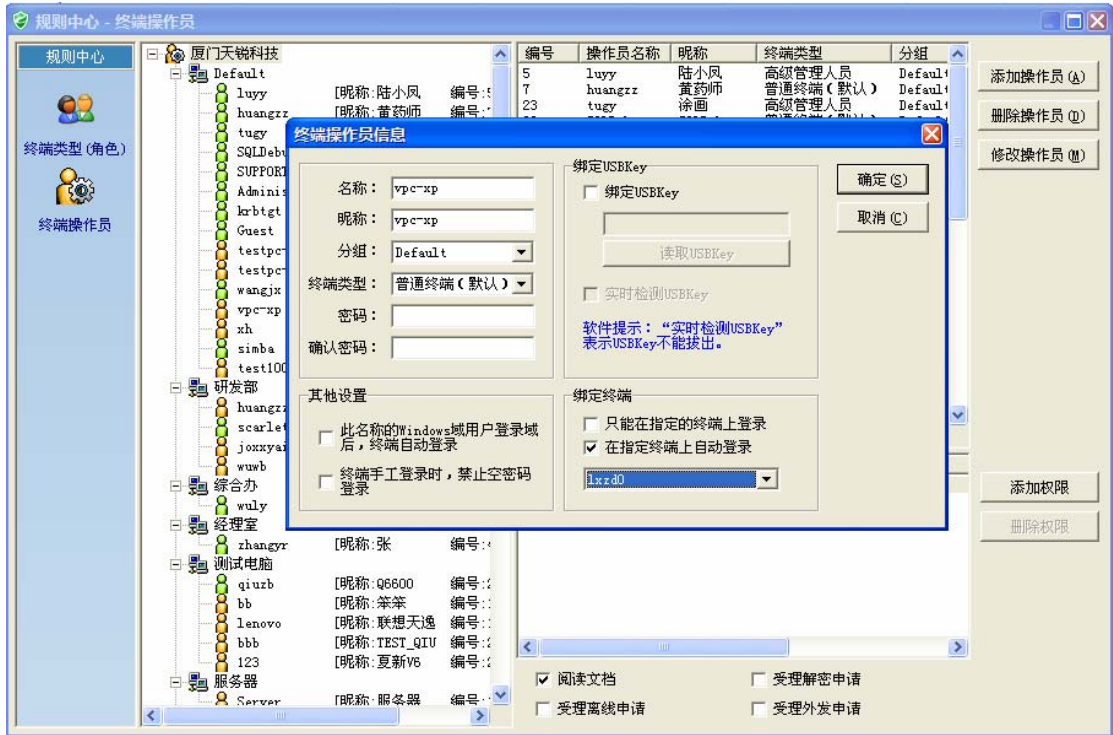 规则中心 - 终端操作员
规则中心
终端类型(角色)
终端操作员
厦门天锐科技
Default
luyy [昵称:陆小凤 编号:
huangzz [昵称:黄药师 编号:
tugy
SQLDebu
SUPPORT
Adminis
krbtgt
Guest
testpc-
testpc-
wangjx
vpc-xp
xh
simba
test100
研发部
huangzz
scarlet
joxxyai
wuwb
综合办
wuly
经理室
zhangyr [昵称:张 编号:
测试电脑
qiuzb [昵称:Q6600 编号:2
bb [昵称:笨笨 编号:
lenovo [昵称:联想天逸 编号:
bbb [昵称:TEST_QIU 编号:2
123 [昵称:夏新V6 编号:2
服务器
Server [昵称:服务器 编号:
编号 操作员名称 昵称 终端类型 分组
5 luyy 陆小凤 高级管理人员 Default
7 huangzz 黄药师 普通终端(默认) Default
23 tugy 涂画 高级管理人员 Default
添加操作员(A)
删除操作员(D)
修改操作员(M)
终端操作员信息
名称: vpc-xp
昵称: vpc-xp
分组: Default
终端类型: 普通终端(默认)
密码:
确认密码:
绑定USBKey
绑定USBKey
读取USBKey
实时检测USBKey
软件提示:“实时检测USBKey”
表示USBKey不能拔出。
确定(S)
取消(C)
其他设置
此名称的Windows域用户登录域
后,终端自动登录
终端手工登录时,禁止空密码
登录
绑定终端
只能在指定的终端上登录
在指定终端上自动登录
lxzd0
添加权限
删除权限
阅读文档
受理解密申请
受理离线申请
受理外发申请